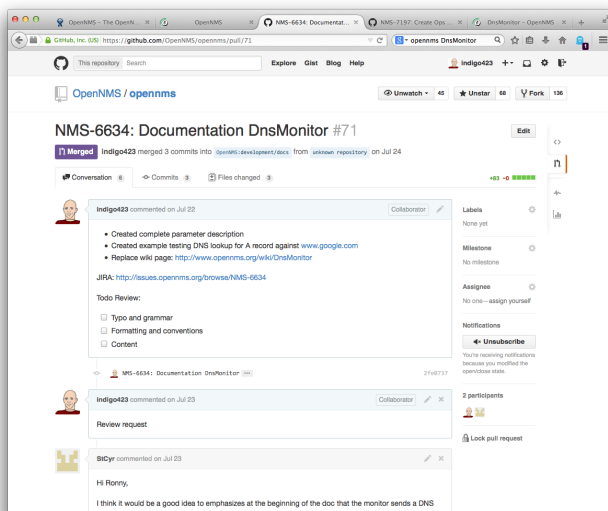 OpenNMS – The OpenN...
OpenNMS
NMS-6634: Documentat...
NMS-7197: Create Ops ...
DnsMonitor – OpenNMS
GitHub, Inc. (US) https://github.com/OpenNMS/opennms/pull/71
opennms DnsMonitor
1
This repository Search Explore Gist Blog Help indigo423
OpenNMS / opennms Unwatch 45 Unstar 68 Fork 136
NMS-6634: Documentation DnsMonitor #71 Edit
Merged indigo423 merged 3 commits into OpenNMS:development/docs from unknown repository on Jul 24
Conversation 6 Commits 3 Files changed 3 +83 -0
indigo423 commented on Jul 22 Collaborator
Created complete parameter description
Created example testing DNS lookup for A record against www.google.com
Replace wiki page: http://www.opennms.org/wiki/DnsMonitor
JIRA: http://issues.opennms.org/browse/NMS-6634
Todo Review:
Typo and grammar
Formatting and conventions
Content
NMS-6634: Documentation DnsMonitor
indigo423 commented on Jul 23 Collaborator
Review request
StCyr commented on Jul 23
Hi Ronny,
I think it would be a good idea to emphasizes at the beginning of the doc that the monitor sends a DNS
Labels
None yet
Milestone
No milestone
Assignee
No one—assign yourself
Notifications
Unsubscribe
You're receiving notifications
because you modified the
open/close state.
2 participants
Lock pull request